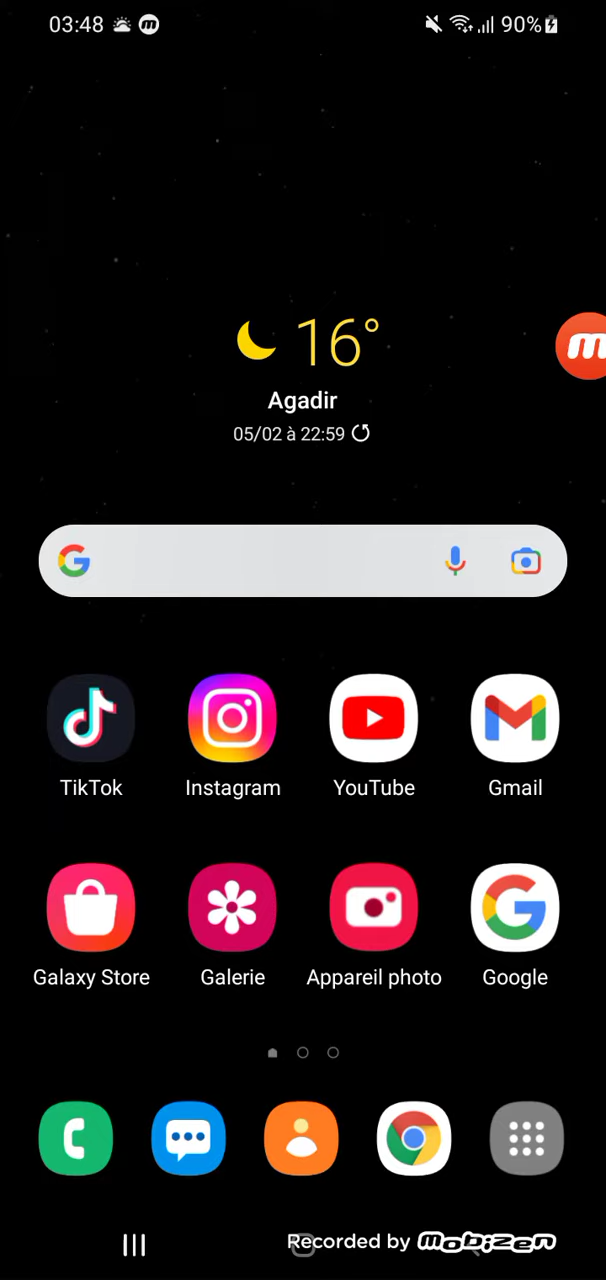 03:48 90%
16°
Agadir
05/02 à 22:59
TikTok Instagram YouTube Gmail
Galaxy Store Galerie Appareil photo Google
Recorded by mobizen